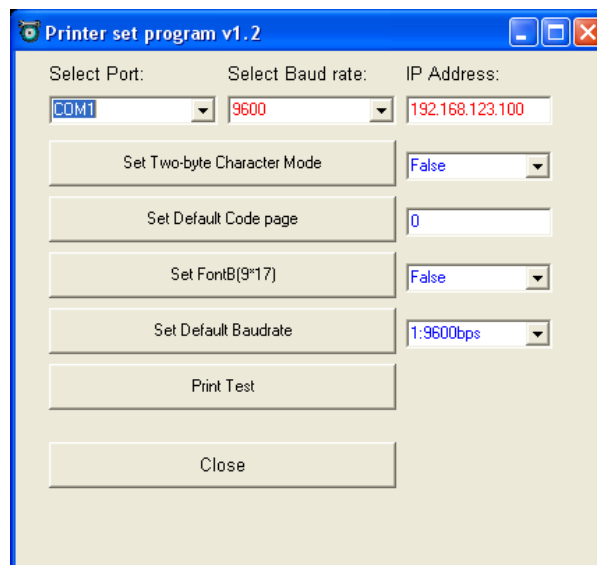 Printer set program v1.2
Select Port: Select Baud rate: IP Address:
COM1 9600 192.168.123.100
Set Two-byte Character Mode False
Set Default Code page 0
Set FontB(9*17) False
Set Default Baudrate 1:9600bps
Print Test
Close